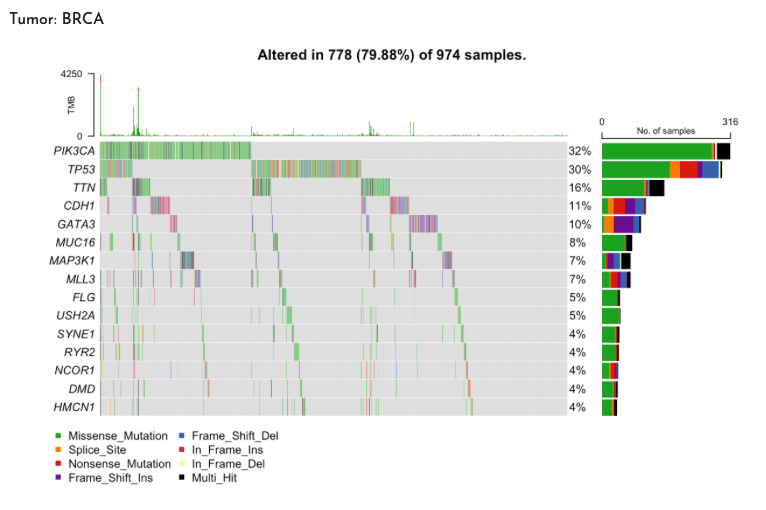 Tumor: BRCA
Altered in 778 (79.88%) of 974 samples.
4250
TMB
0
0 316
No. of samples
PIK3CA 32%
TP53 30%
TTN 16%
CDH1 11%
GATA3 10%
MUC16 8%
MAP3K1 7%
MLL3 7%
FLG 5%
USH2A 5%
SYNE1 4%
RYR2 4%
NCOR1 4%
DMD 4%
HMCN1 4%
Missense_Mutation Frame_Shift_Del
Splice_Site In_Frame_Ins
Nonsense_Mutation In_Frame_Del
Frame_Shift_Ins Multi_Hit